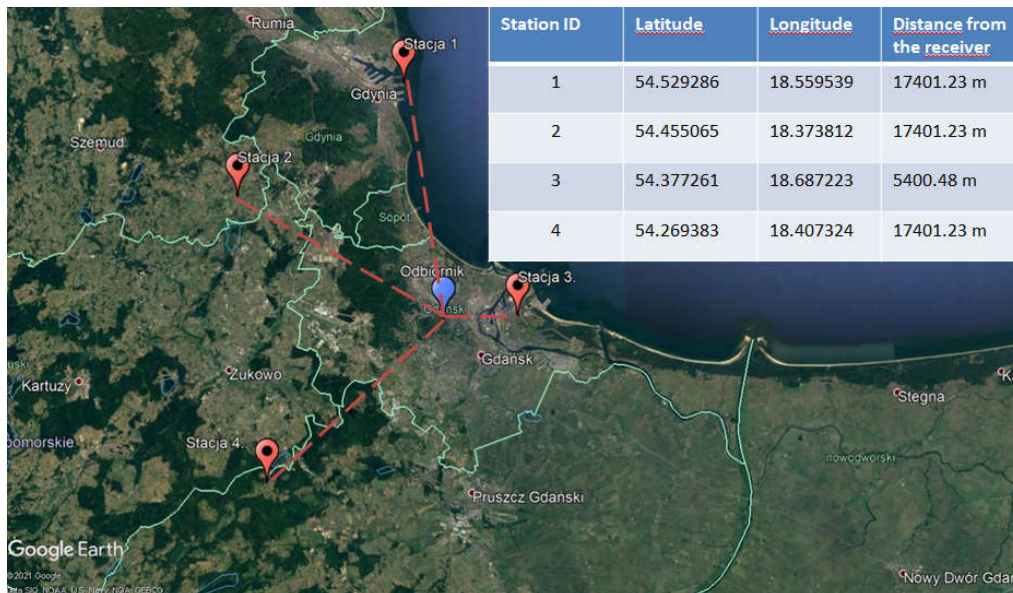 Station ID Latitude Longitude Distance from
the receiver
1 54.529286 18.559539 17401.23 m
2 54.455065 18.373812 17401.23 m
3 54.377261 18.687223 5400.48 m
4 54.269383 18.407324 17401.23 m
Rumia
Stacja 1
Gdynia
Gdynia
Szemud
Stacja 2
Sopot
Odbiornik
Stacja 3.
Gdańsk
Gdańsk
Żukowo
Kartuzy
Stegna
Stacja 4.
pomorskie
nowodworski
Pruszcz Gdański
Google Earth
© 2021 Google
Nowy Dwór Gda